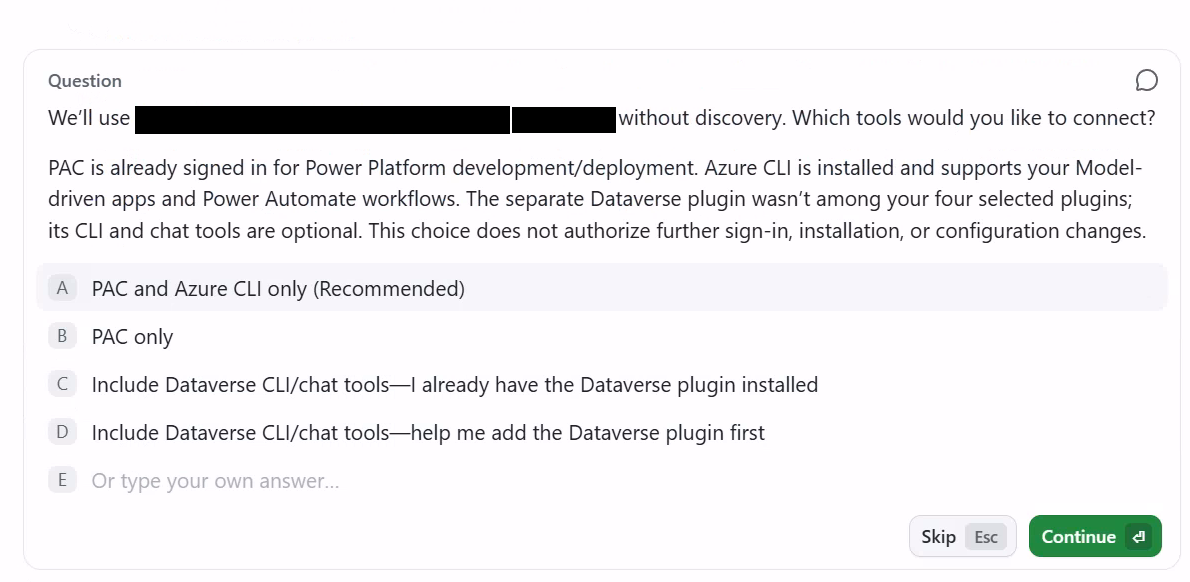 Question
We’ll use without discovery. Which tools would you like to connect?
PAC is already signed in for Power Platform development/deployment. Azure CLI is installed and supports your Model-
driven apps and Power Automate workflows. The separate Dataverse plugin wasn’t among your four selected plugins;
its CLI and chat tools are optional. This choice does not authorize further sign-in, installation, or configuration changes.
A PAC and Azure CLI only (Recommended)
B PAC only
C Include Dataverse CLI/chat tools—I already have the Dataverse plugin installed
D Include Dataverse CLI/chat tools—help me add the Dataverse plugin first
E Or type your own answer...
Skip Esc Continue